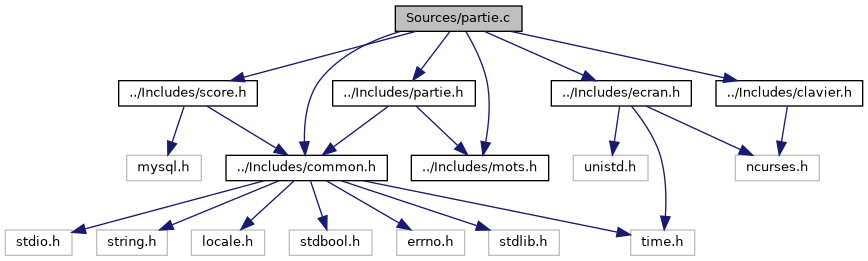 Sources/partie.c
../Includes/score.h
../Includes/partie.h
../Includes/ecran.h
../Includes/clavier.h
mysql.h
../Includes/common.h
../Includes/mots.h
unistd.h
ncurses.h
stdio.h
string.h
locale.h
stdbool.h
errno.h
stdlib.h
time.h